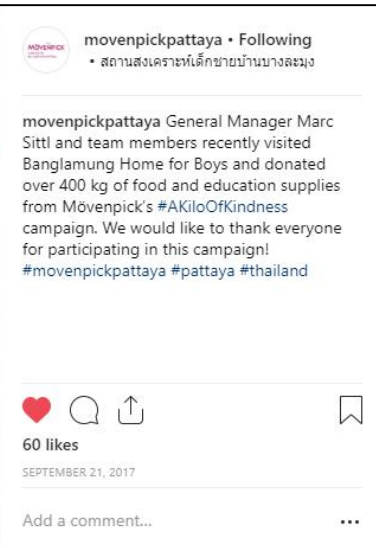 MÖVENPICK
movenpickpattaya • Following
• สถานสงเคราะห์เด็กชายบ้านบางละมุง
movenpickpattaya General Manager Marc
Sittl and team members recently visited
Banglamung Home for Boys and donated
over 400 kg of food and education supplies
from Mövenpick's #AKiloOfKindness
campaign. We would like to thank everyone
for participating in this campaign!
#movenpickpattaya #pattaya #thailand
60 likes
SEPTEMBER 21, 2017
Add a comment...